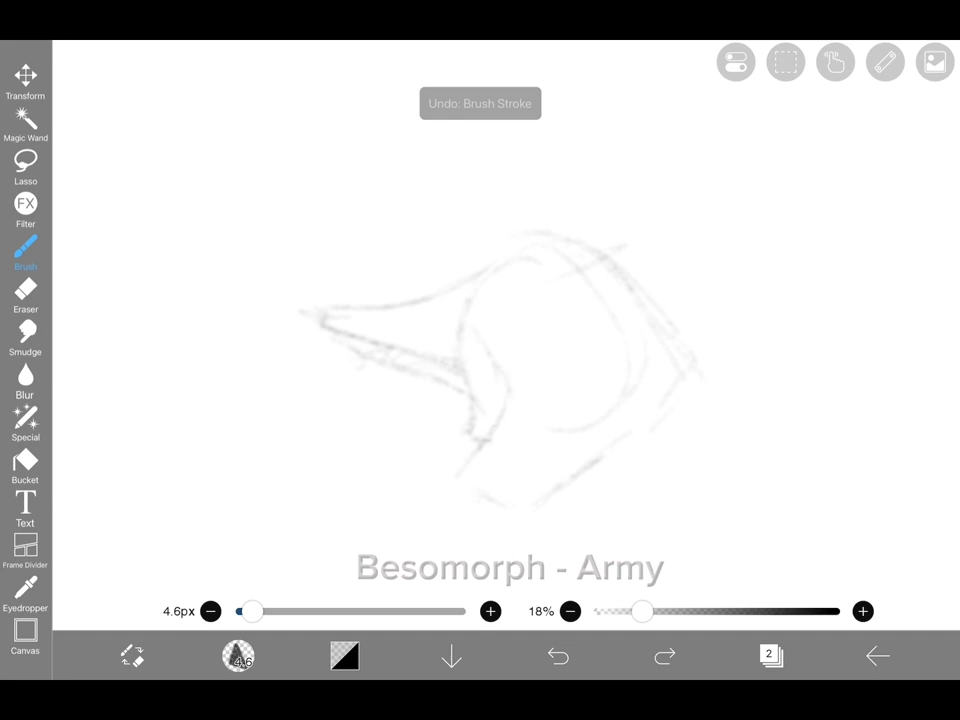 Undo: Brush Stroke
Transform
Magic Wand
Lasso
FX
Filter
Brush
Eraser
Smudge
Blur
Special
Bucket
T
Text
Frame Divider
Eyedropper
Canvas
Besomorph - Army
4.6px
18%
4.6
2